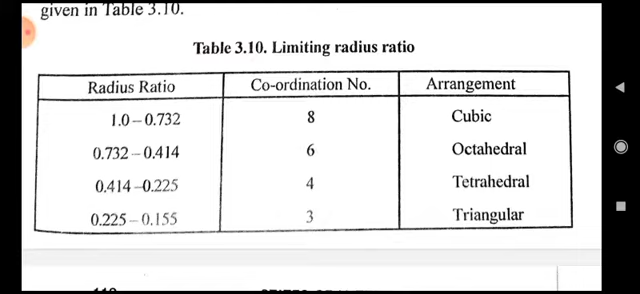 given in Table 3.10.
Table 3.10. Limiting radius ratio
Radius Ratio Co-ordination No. Arrangement
1.0 – 0.732 8 Cubic
0.732 – 0.414 6 Octahedral
0.414 –0.225 4 Tetrahedral
0.225 – 0.155 3 Triangular